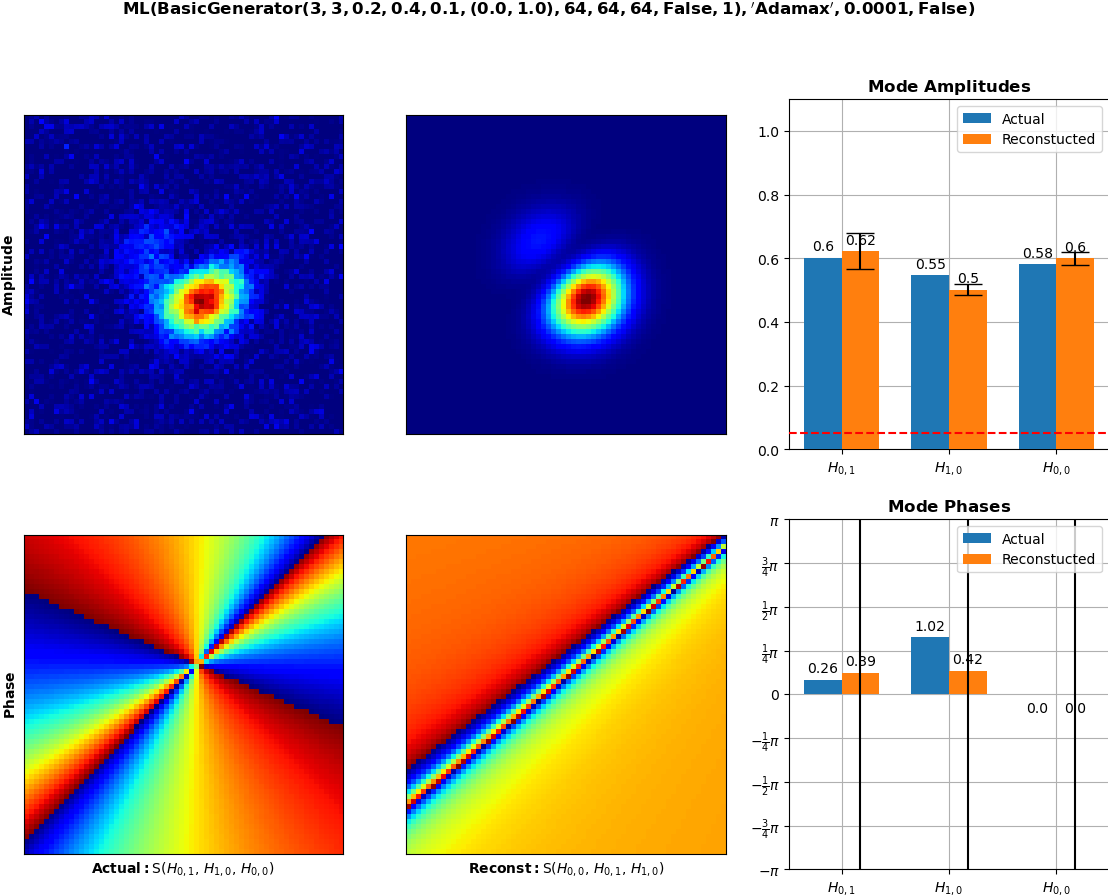 ML(BasicGenerator(3, 3, 0.2, 0.4, 0.1, (0.0, 1.0), 64, 64, 64, False, 1), ′Adamax′, 0.0001, False)
Amplitude
Mode Amplitudes
Actual
Reconstucted
1.0
0.8
0.6
0.4
0.2
0.0
0.6
0.62
0.55
0.5
0.58
0.6
H0,1
H1,0
H0,0
Phase
Actual: S(H0,1, H1,0, H0,0)
Reconst: S(H0,0, H0,1, H1,0)
Mode Phases
Actual
Reconstucted
π
3/4π
1/2π
1/4π
0
−1/4π
−1/2π
−3/4π
−π
0.26
0.39
1.02
0.42
0.0
0.0
H0,1
H1,0
H0,0